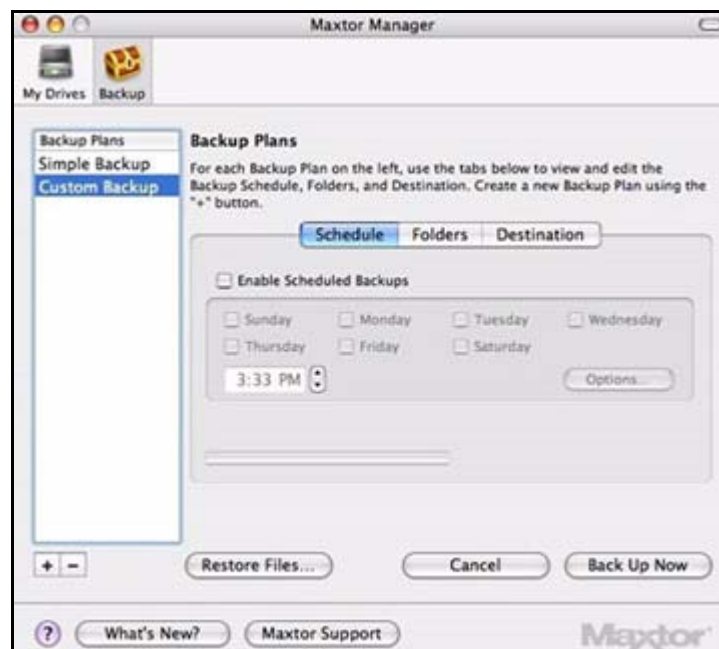 Maxtor Manager
My Drives Backup
Backup Plans
Simple Backup
Custom Backup
Backup Plans
For each Backup Plan on the left, use the tabs below to view and edit the
Backup Schedule, Folders, and Destination. Create a new Backup Plan using the
"+" button.
Schedule Folders Destination
Enable Scheduled Backups
Sunday Monday Tuesday Wednesday
Thursday Friday Saturday
3:33 PM
Options...
+ -
Restore Files... Cancel Back Up Now
? What's New? Maxtor Support
Maxtor